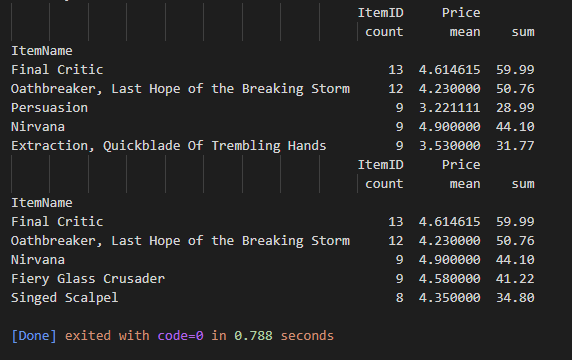 ItemID Price
count mean sum
ItemName
Final Critic 13 4.614615 59.99
Oathbreaker, Last Hope of the Breaking Storm 12 4.230000 50.76
Persuasion 9 3.221111 28.99
Nirvana 9 4.900000 44.10
Extraction, Quickblade Of Trembling Hands 9 3.530000 31.77
ItemID Price
count mean sum
ItemName
Final Critic 13 4.614615 59.99
Oathbreaker, Last Hope of the Breaking Storm 12 4.230000 50.76
Nirvana 9 4.900000 44.10
Fiery Glass Crusader 9 4.580000 41.22
Singed Scalpel 8 4.350000 34.80
[Done] exited with code=0 in 0.788 seconds